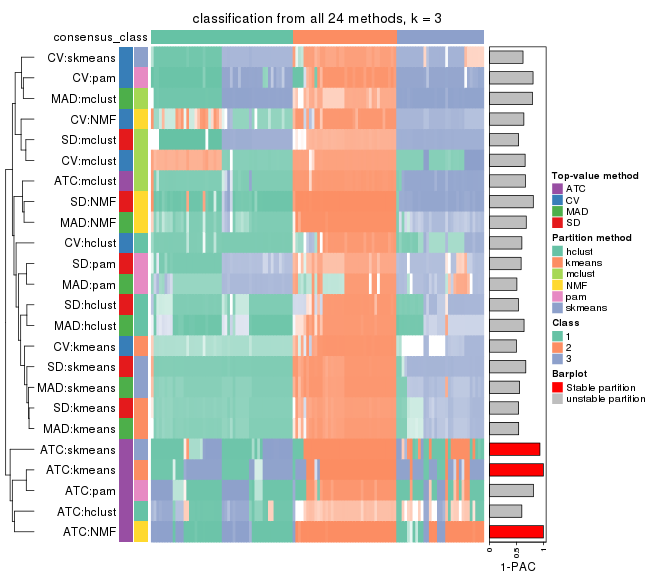 classification from all 24 methods, k = 3
consensus_class
CV:skmeans
CV:pam
MAD:mclust
CV:NMF
SD:mclust
CV:mclust
ATC:mclust
SD:NMF
MAD:NMF
CV:hclust
SD:pam
MAD:pam
SD:hclust
MAD:hclust
CV:kmeans
SD:skmeans
MAD:skmeans
SD:kmeans
MAD:kmeans
ATC:skmeans
ATC:kmeans
ATC:pam
ATC:hclust
ATC:NMF
0
0.5
1
1-PAC
Top-value method
ATC
CV
MAD
SD
Partition method
hclust
kmeans
mclust
NMF
pam
skmeans
Class
1
2
3
Barplot
Stable partition
unstable partition